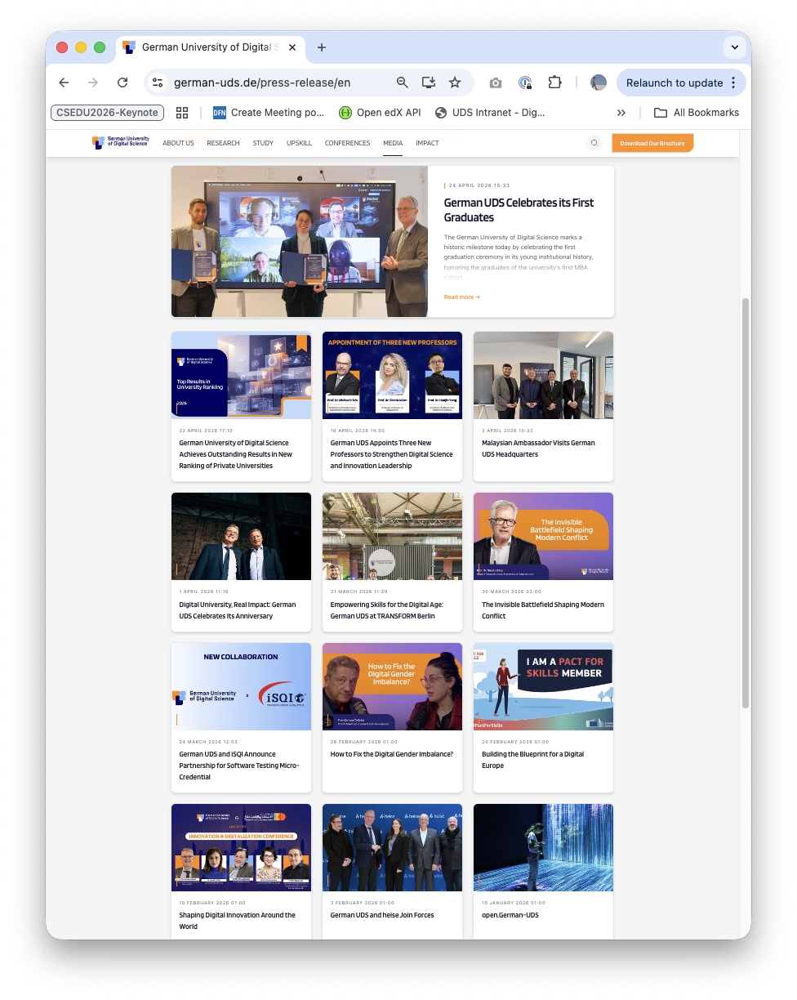 German University of Digital S
german-uds.de/press-release/en
Relaunch to update
CSEDU2026-Keynote
DFN
Create Meeting po...
Open edX API
UDS Intranet - Dig...
All Bookmarks
German University
of Digital Science
ABOUT US
RESEARCH
STUDY
UPSKILL
CONFERENCES
MEDIA
IMPACT
Download Our Brochure
24 APRIL 2026 15:33
German UDS Celebrates its First
Graduates
The German University of Digital Science marks a
historic milestone today by celebrating the first
graduation ceremony in its young institutional history,
honoring the graduates of the university's first MBA
cohort.
Read more →
German University
of Digital Science
Top Results in
University Ranking
2026
22 APRIL 2026 17:10
German University of Digital Science
Achieves Outstanding Results in New
Ranking of Private Universities
APPOINTMENT OF THREE NEW PROFESSORS
16 APRIL 2026 14:00
German UDS Appoints Three New
Professors to Strengthen Digital Science
and Innovation Leadership
2 APRIL 2026 10:32
Malaysian Ambassador Visits German
UDS Headquarters
1 APRIL 2026 11:16
Digital University, Real Impact: German
UDS Celebrates Its Anniversary
31 MARCH 2026 11:29
Empowering Skills for the Digital Age:
German UDS at TRANSFORM Berlin
The Invisible
Battlefield Shaping
Modern Conflict
30 MARCH 2026 02:00
The Invisible Battlefield Shaping Modern
Conflict
NEW COLLABORATION
German University
of Digital Science
x
iSQI
24 MARCH 2026 12:53
German UDS and iSQI Announce
Partnership for Software Testing Micro-
Credential
How to Fix the
Digital Gender
Imbalance?
26 FEBRUARY 2026 01:00
How to Fix the Digital Gender Imbalance?
I AM A PACT FOR
SKILLS MEMBER
#PactForSkills
20 FEBRUARY 2026 01:00
Building the Blueprint for a Digital
Europe
German University
of Digital Science
&
presents
INNOVATION & DIGITALIZATION CONFERENCE
10 FEBRUARY 2026 01:00
Shaping Digital Innovation Around the
World
heise
heise
heise
3 FEBRUARY 2026 01:00
German UDS and heise Join Forces
15 JANUARY 2026 01:00
open.German-UDS